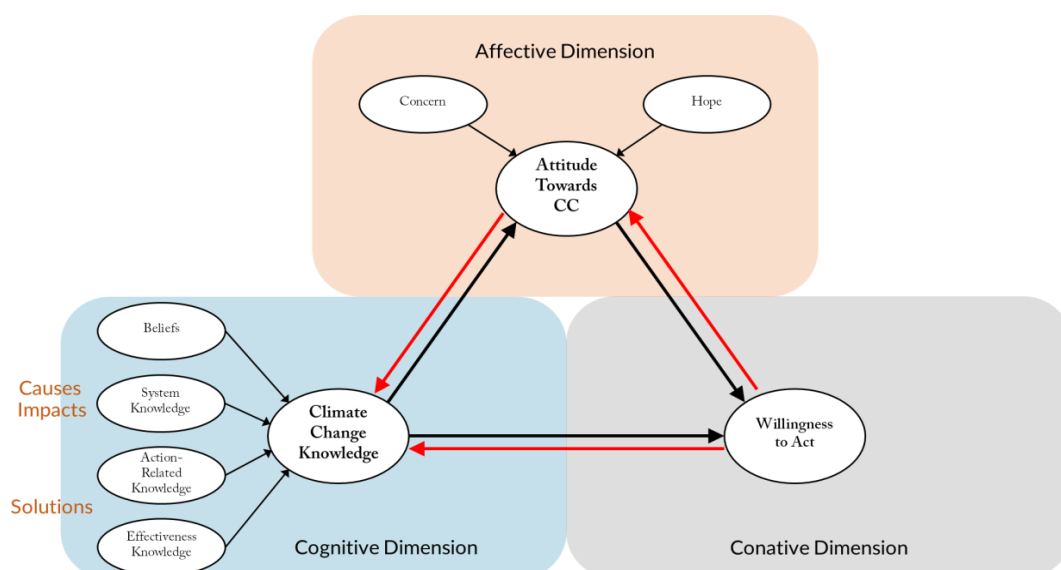 Affective Dimension
Concern
Hope
Attitude
Towards
CC
Beliefs
Causes
Impacts
System
Knowledge
Climate
Change
Knowledge
Willingness
to Act
Action-
Related
Knowledge
Solutions
Effectiveness
Knowledge
Cognitive Dimension
Conative Dimension